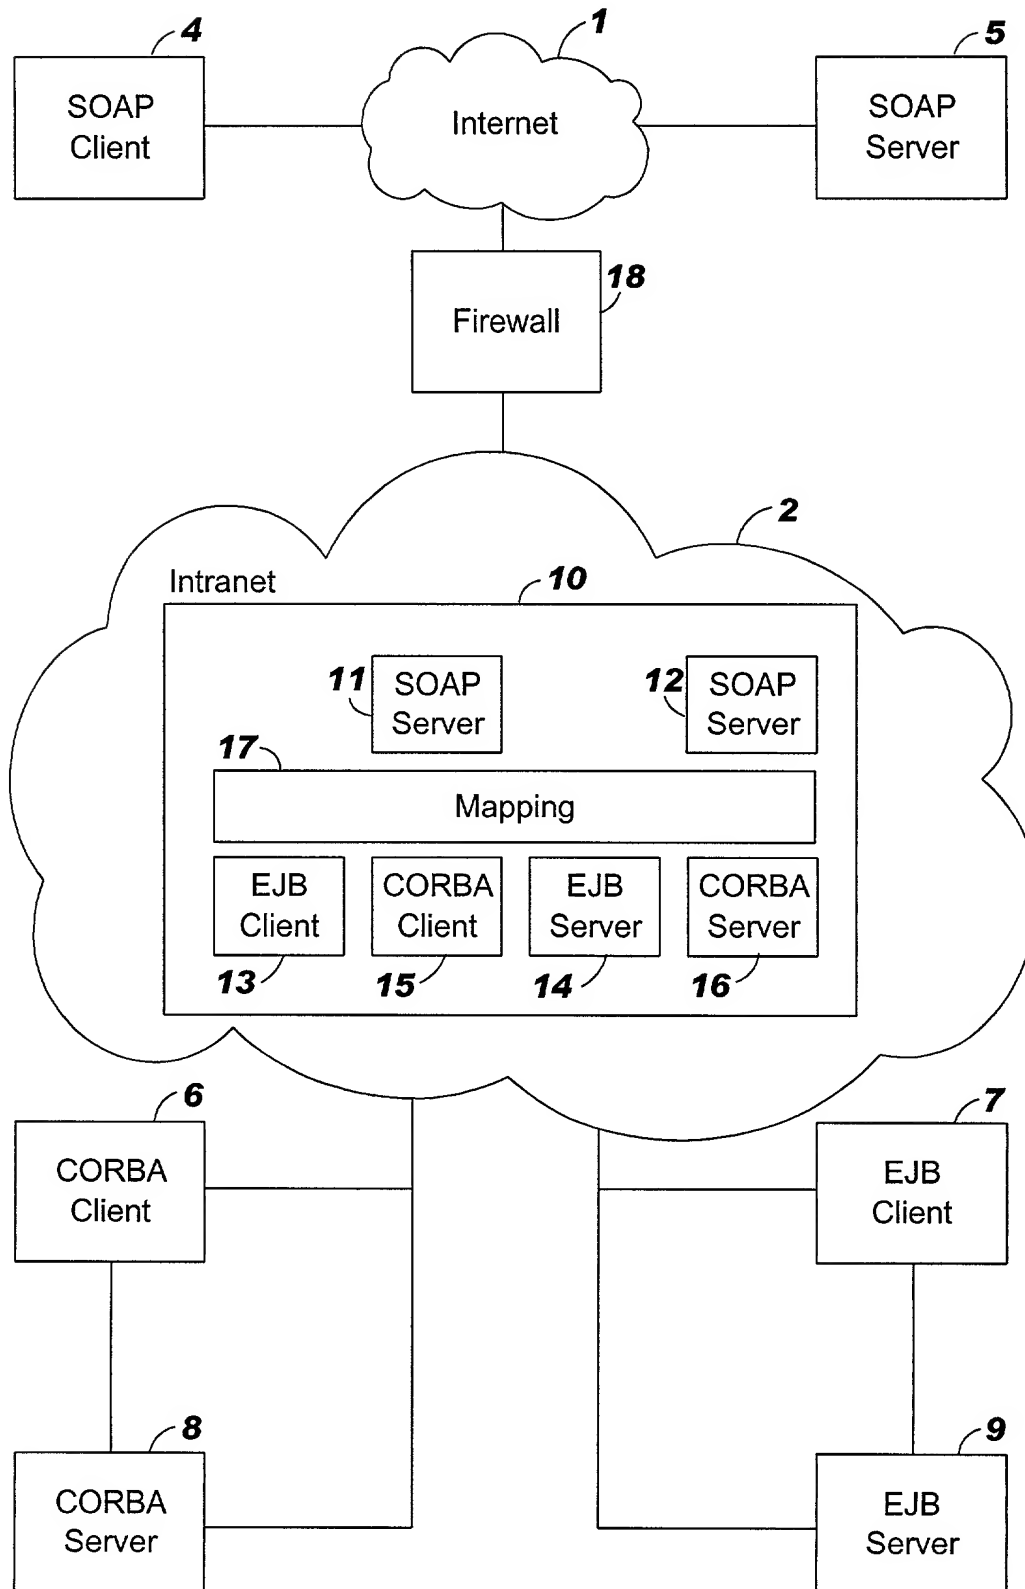 4
1
5
SOAP
Client
Internet
SOAP
Server
18
Firewall
2
Intranet
10
11
SOAP
Server
12
SOAP
Server
17
Mapping
EJB
Client
CORBA
Client
EJB
Server
CORBA
Server
13
15
14
16
6
7
CORBA
Client
EJB
Client
8
9
CORBA
Server
EJB
Server